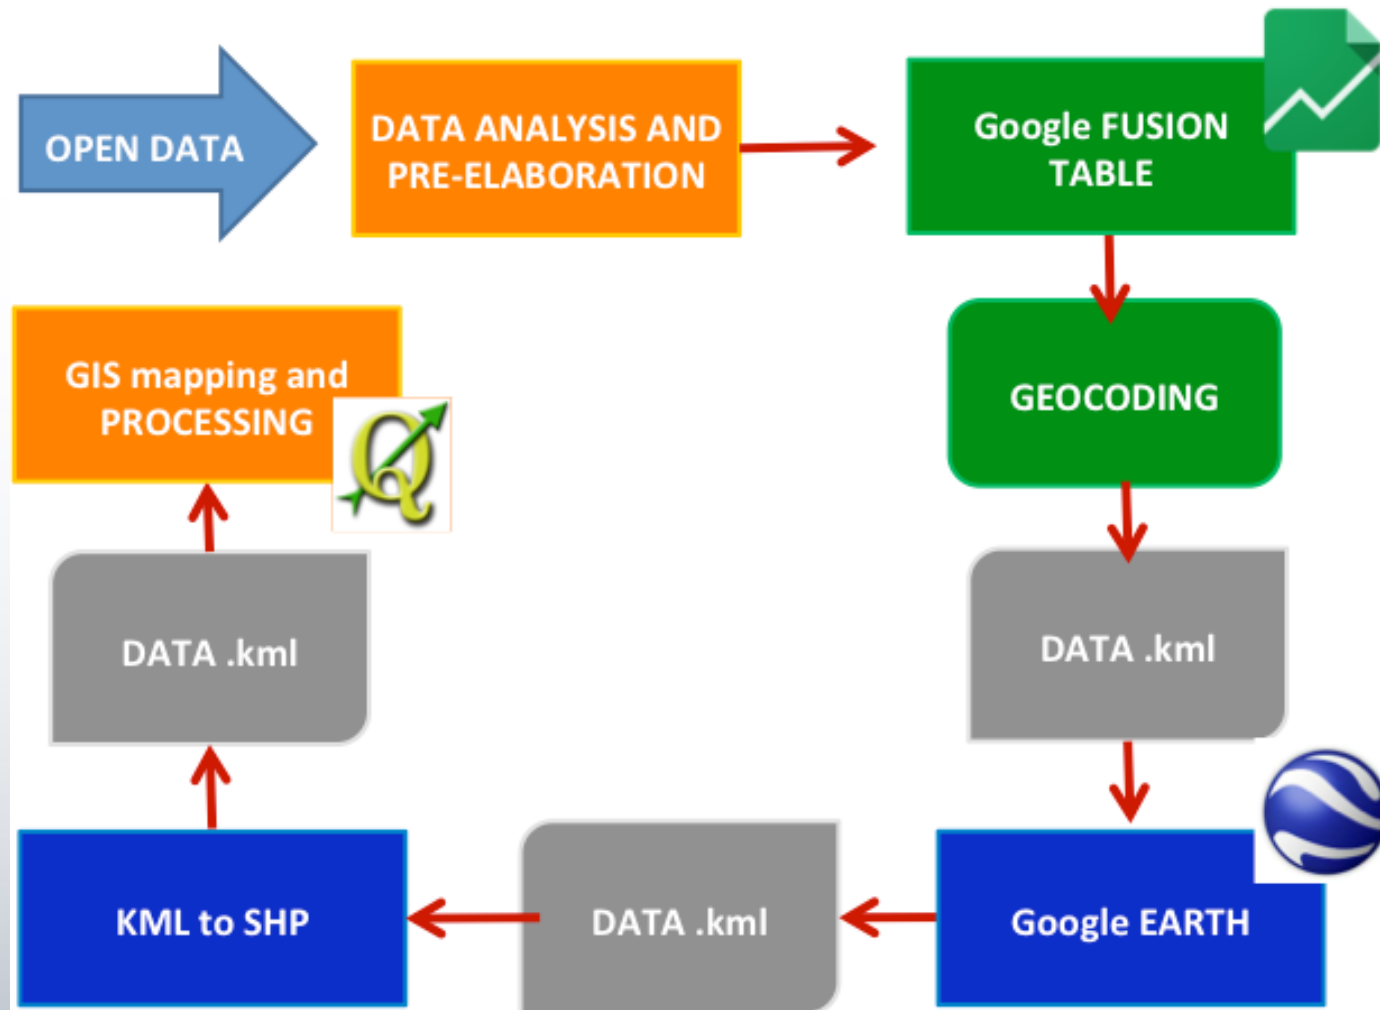 OPEN DATA
DATA ANALYSIS AND
PRE-ELABORATION
Google FUSION
TABLE
GEOCODING
DATA .kml
Google EARTH
DATA .kml
KML to SHP
DATA .kml
GIS mapping and
PROCESSING